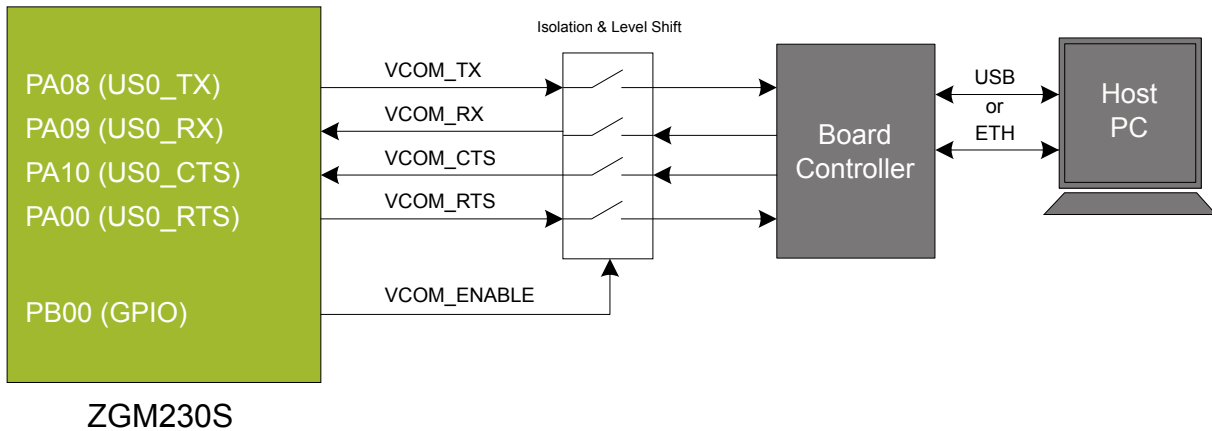 Isolation & Level Shift
PA08 (US0_TX)
VCOM_TX
PA09 (US0_RX)
VCOM_RX
PA10 (US0_CTS)
VCOM_CTS
PA00 (US0_RTS)
VCOM_RTS
PB00 (GPIO)
VCOM_ENABLE
Board
Controller
USB
or
ETH
Host
PC
ZGM230S